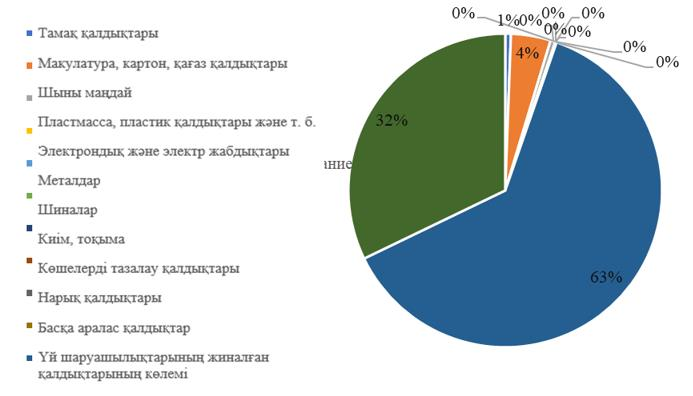 Тамақ қалдықтары
Макулатура, картон, қағаз қалдықтары
Шыны маңдай
Пластмасса, пластик қалдықтары және т. б.
Электрондық және электр жабдықтары
Металдар
Шиналар
Киім, тоқыма
Көшелерді тазалау қалдықтары
Нарық қалдықтары
Басқа аралас қалдықтар
Үй шаруашылықтарының жиналған
қалдықтарының көлемі
0%
1%
0%
0%
0%
0%
0%
4%
0%
0%
32%
ание
63%